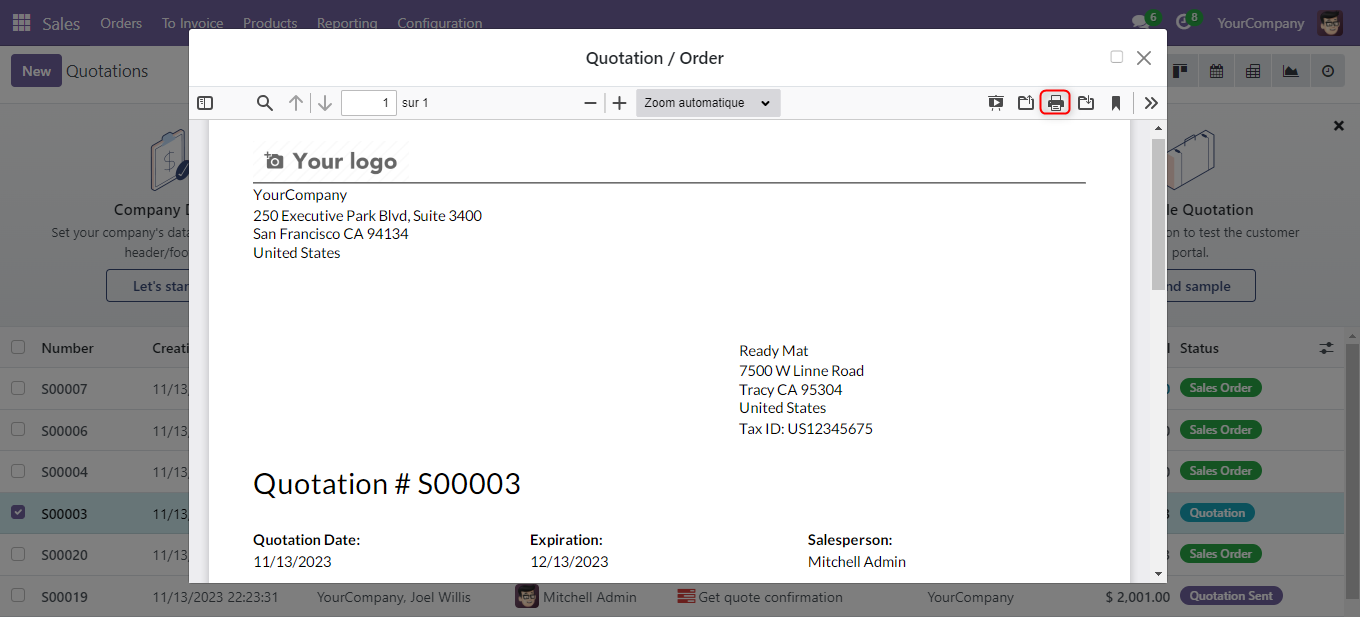 Sales Orders To Invoice Products Reporting Configuration 6 8 YourCompany
New Quotations
Quotation / Order
1 sur 1 Zoom automatique
Your logo
YourCompany
250 Executive Park Blvd, Suite 3400
San Francisco CA 94134
United States
Company
Set your company's data
header/foo
Let's star
le Quotation
on to test the customer
portal.
nd sample
Ready Mat
7500 W Linne Road
Tracy CA 95304
United States
Tax ID: US12345675
Quotation # S00003
Quotation Date: Expiration: Salesperson:
11/13/2023 12/13/2023 Mitchell Admin
Number Creati Status
S00007 11/13/ Sales Order
S00006 11/13/ Sales Order
S00004 11/13/ Sales Order
S00003 11/13/ Quotation
S00020 11/13/ Sales Order
S00019 11/13/2023 22:23:31 YourCompany, Joel Willis Mitchell Admin Get quote confirmation YourCompany $ 2,001.00 Quotation Sent